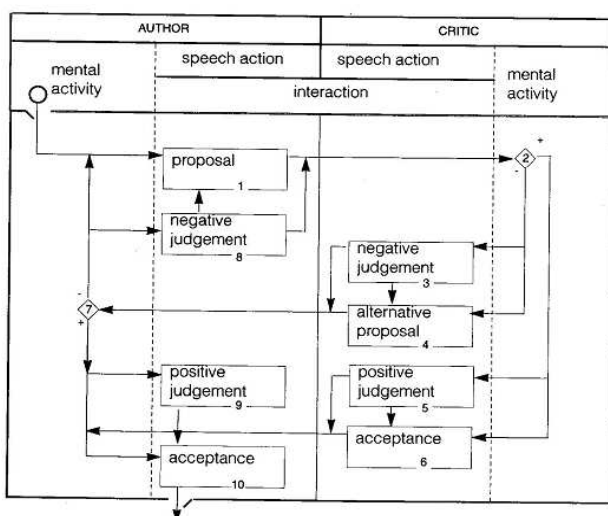 AUTHOR
CRITIC
speech action
speech action
mental
activity
mental
activity
interaction
proposal
1
2
+
-
negative
judgement
8
negative
judgement
3
-
7
+
alternative
proposal
4
positive
judgement
9
positive
judgement
5
acceptance
6
acceptance
10